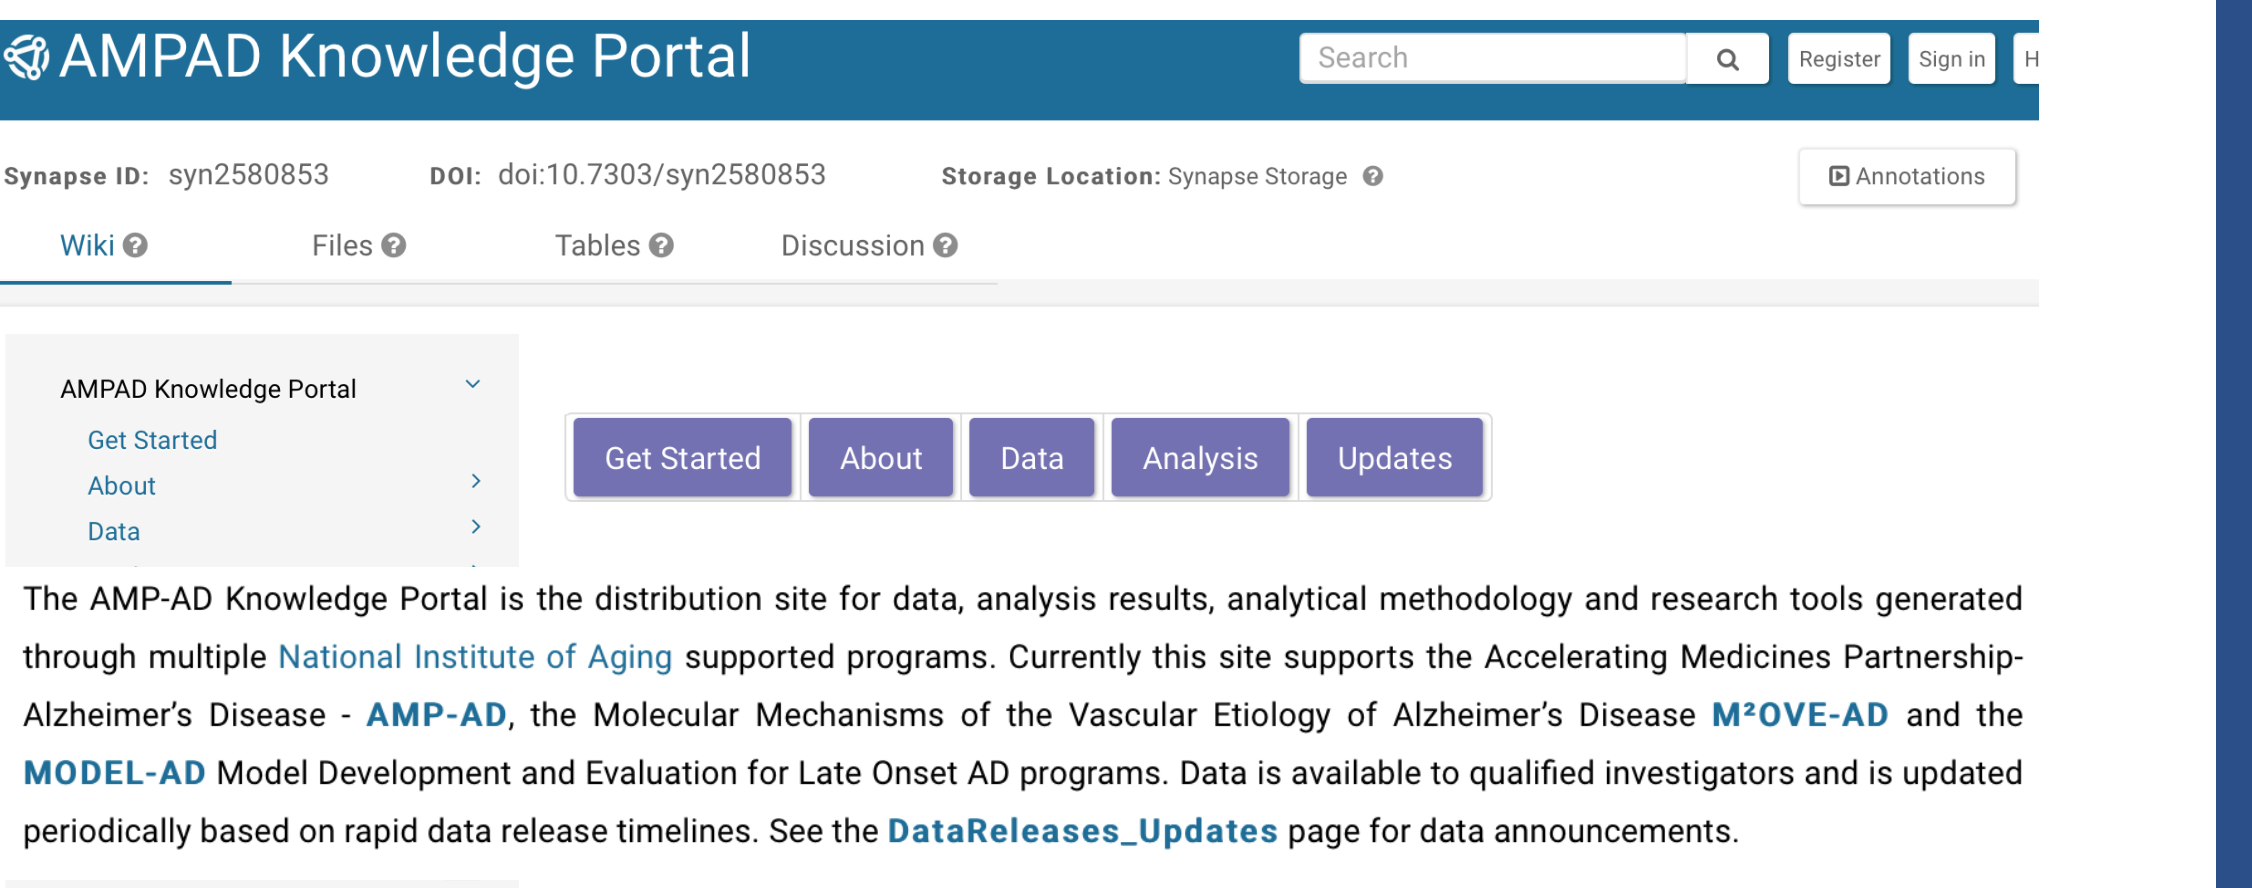 AMPAD Knowledge Portal
Search
Register
Sign in
H
Synapse ID: syn2580853 DOI: doi:10.7303/syn2580853 Storage Location: Synapse Storage
Annotations
Wiki Files Tables Discussion
AMPAD Knowledge Portal
Get Started
About
Data
Get Started About Data Analysis Updates
The AMP-AD Knowledge Portal is the distribution site for data, analysis results, analytical methodology and research tools generated
through multiple National Institute of Aging supported programs. Currently this site supports the Accelerating Medicines Partnership-
Alzheimer’s Disease - AMP-AD, the Molecular Mechanisms of the Vascular Etiology of Alzheimer’s Disease M²OVE-AD and the
MODEL-AD Model Development and Evaluation for Late Onset AD programs. Data is available to qualified investigators and is updated
periodically based on rapid data release timelines. See the DataReleases_Updates page for data announcements.